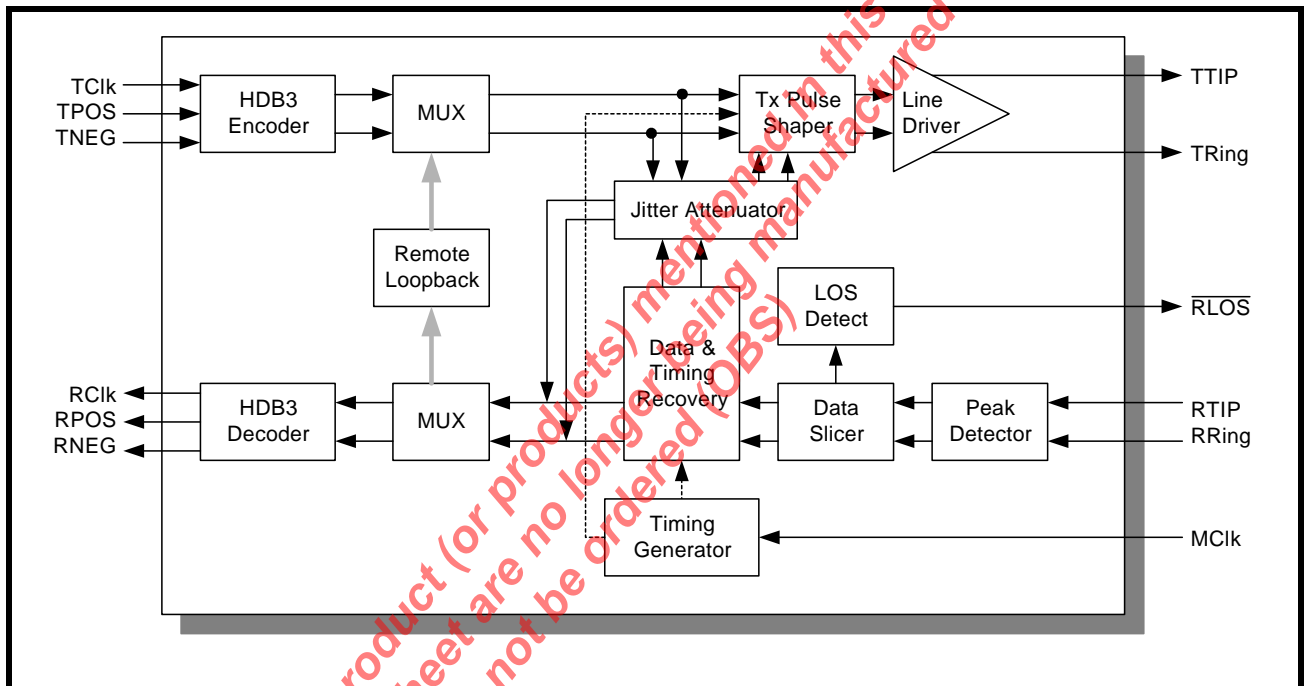 TClk
TPOS
TNEG
HDB3
Encoder
MUX
Tx Pulse
Shaper
Line
Driver
TTIP
TRing
Jitter Attenuator
Remote
Loopback
LOS
Detect
RLOS
Data &
Timing
Recovery
RClk
RPOS
RNEG
HDB3
Decoder
MUX
Data
Slicer
Peak
Detector
RTIP
RRing
Timing
Generator
MClk
product (or products) mentioned in this
sheet are no longer being manufactured
not be ordered (OBS)